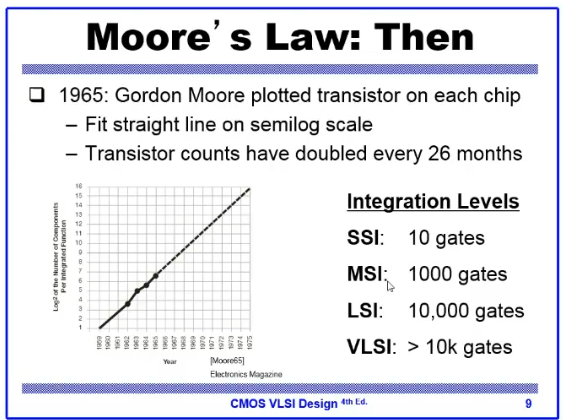 Moore's Law: Then
❑ 1965: Gordon Moore plotted transistor on each chip
– Fit straight line on semilog scale
– Transistor counts have doubled every 26 months
Log2 of the Number of Components
Per Integrated Function
16
15
14
13
12
11
10
9
8
7
6
5
4
3
2
1
1959
1960
1961
1962
1963
1964
1965
1966
1967
1968
1969
1970
1971
1972
1973
1974
1975
Year
[Moore65]
Electronics Magazine
Integration Levels
SSI: 10 gates
MSI: 1000 gates
LSI: 10,000 gates
VLSI: > 10k gates
CMOS VLSI Design 4th Ed.
9